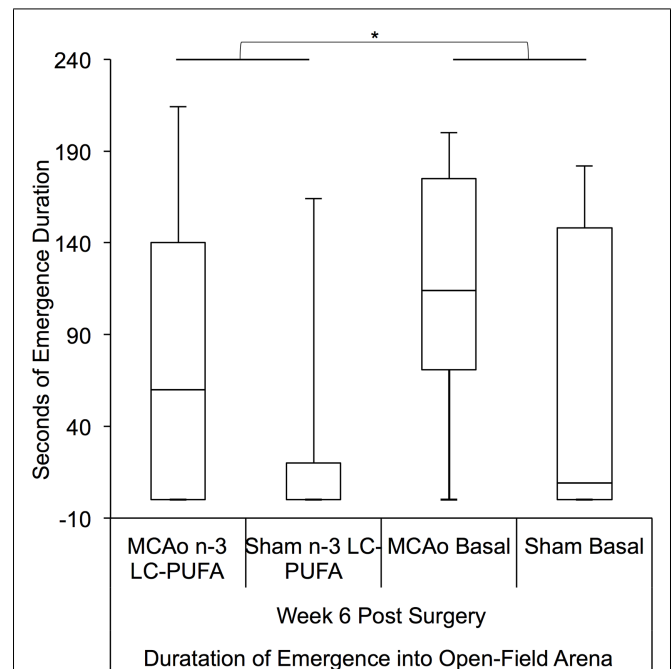 *
240
190
140
90
40
-10
Seconds of Emergence Duration
MCAo n-3
LC-PUFA
Sham n-3 LC-
PUFA
MCAo Basal
Sham Basal
Week 6 Post Surgery
Duratation of Emergence into Open-Field Arena